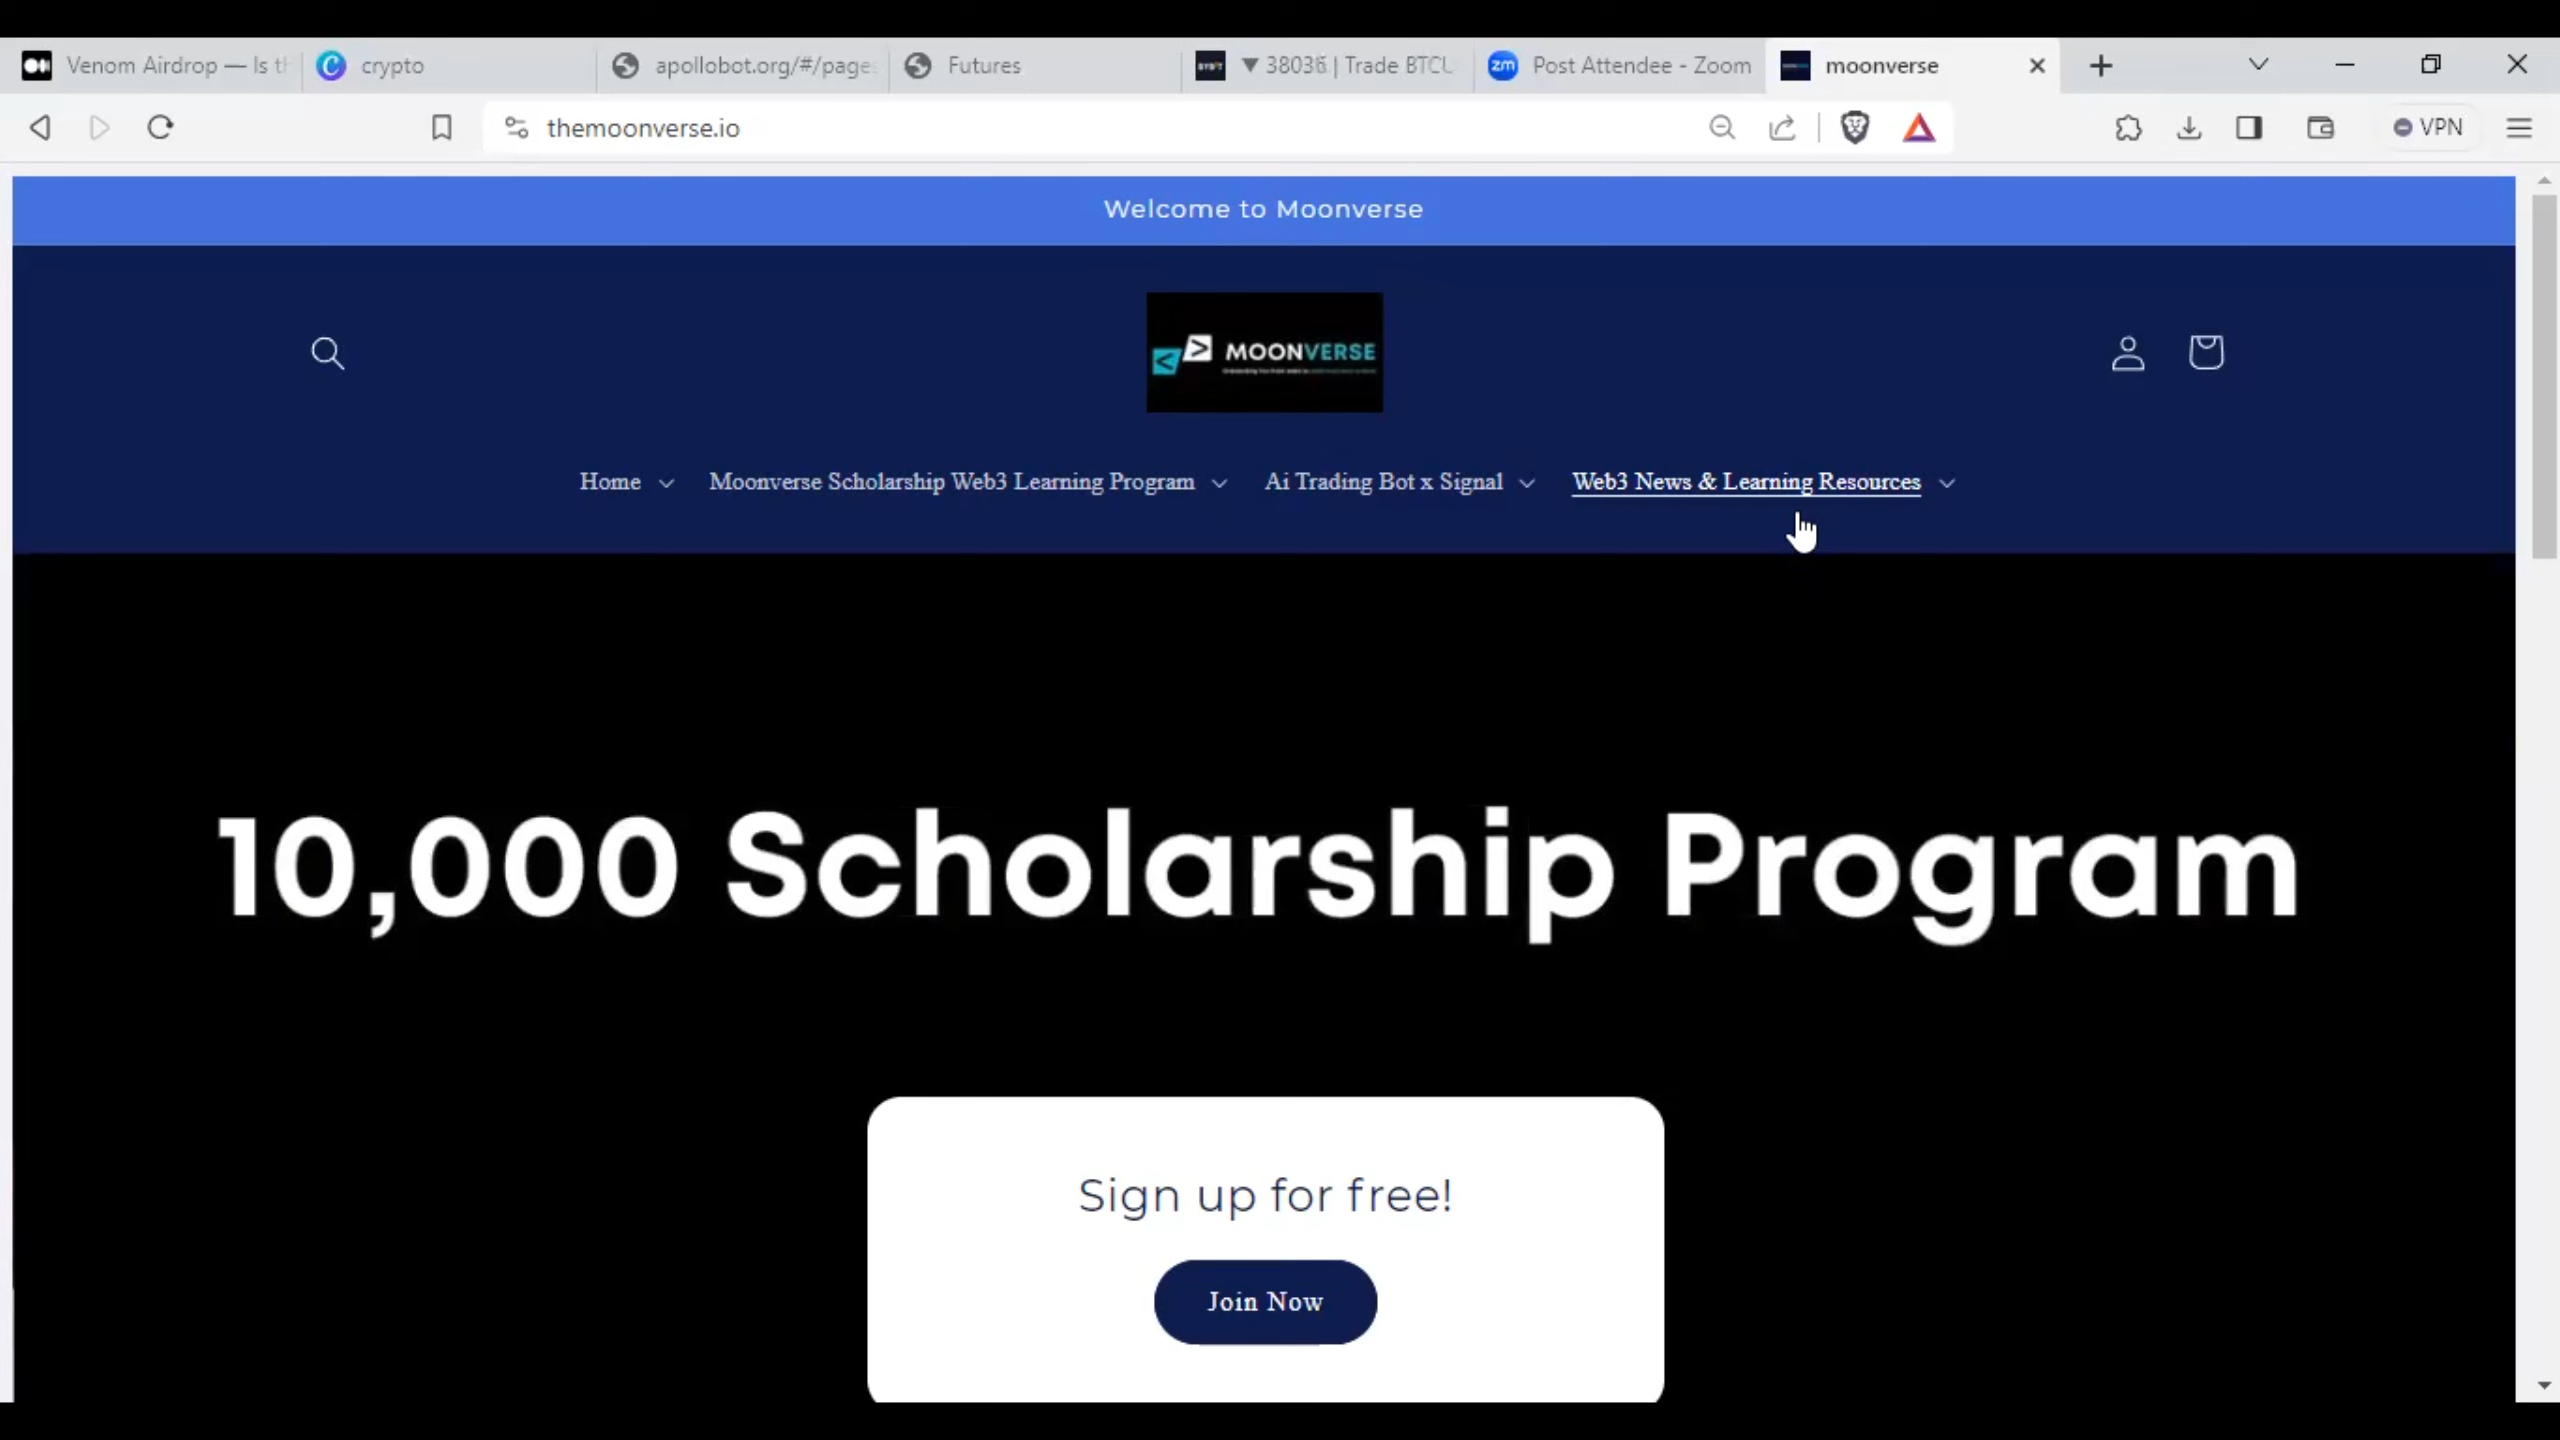 Venom Airdrop — Is th
crypto
apollobot.org/#/page
Futures
▼ 38036 | Trade BTCU
zm
Post Attendee - Zoom
moonverse
themoonverse.io
VPN
Welcome to Moonverse
MOONVERSE
Home
Moonverse Scholarship Web3 Learning Program
Ai Trading Bot x Signal
Web3 News & Learning Resources
10,000 Scholarship Program
Sign up for free!
Join Now